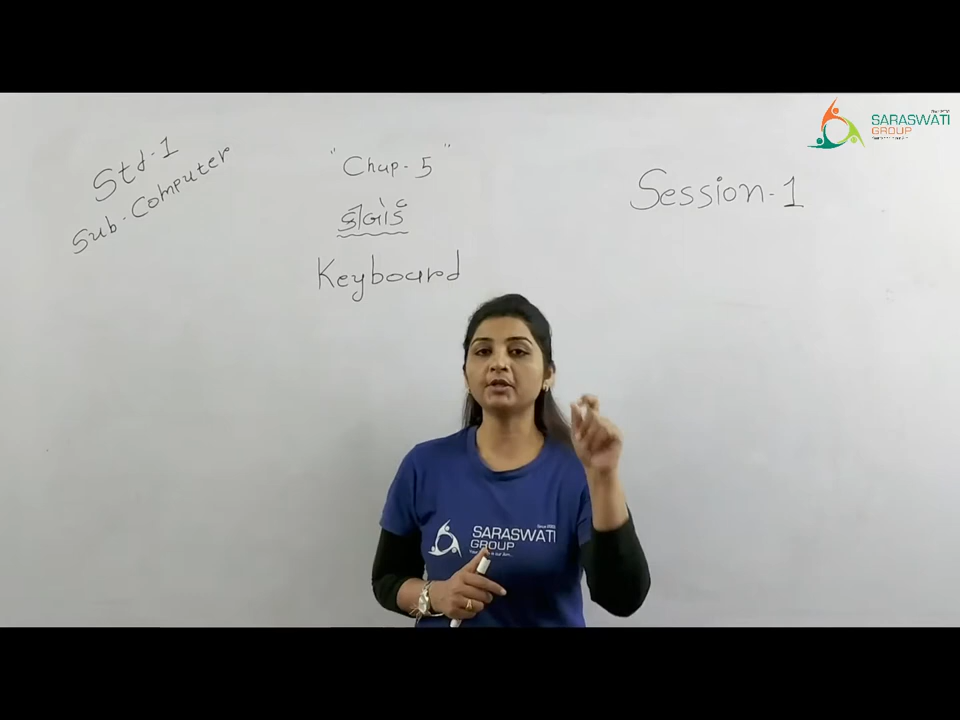 Std-1
Sub-Computer
"Chap-5"
કીબોર્ડ
Keyboard
Session-1
SARASWATI
GROUP
SARASWATI
GROUP